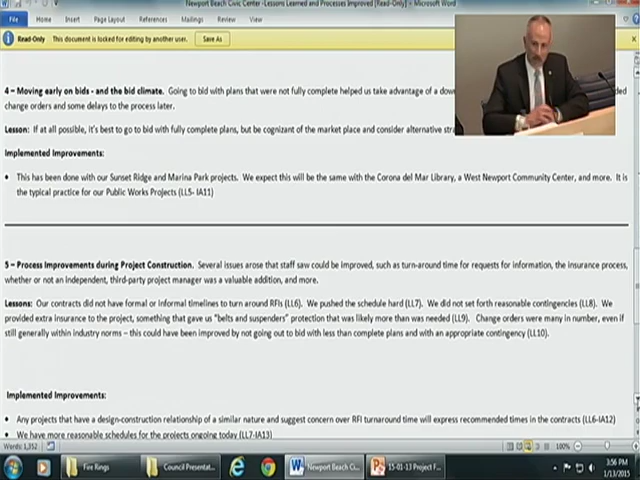 Newport Beach Civic Center -Lessons Learned and Processes Improved [Read-Only] - Microsoft Word
File Home Insert Page Layout References Mailings Review View
Read-Only This document is locked for editing by another user. Save As
4 – Moving early on bids - and the bid climate. Going to bid with plans that were not fully complete helped us take advantage of a
change orders and some delays to the process later.
Lesson: If at all possible, it's best to go to bid with fully complete plans, but be cognizant of the market place and consider alternative
Implemented Improvements:
• This has been done with our Sunset Ridge and Marina Park projects. We expect this will be the same with the Corona del Mar Library, a West Newport Community Center, and more. It is
the typical practice for our Public Works Projects (LL5- IA11)
5 – Process Improvements during Project Construction. Several issues arose that staff saw could be improved, such as turn-around time for requests for information, the insurance process,
whether or not an independent, third-party project manager was a valuable addition, and more.
Lessons: Our contracts did not have formal or informal timelines to turn around RFIs (LL6). We pushed the schedule hard (LL7). We did not set forth reasonable contingencies (LL8). We
provided extra insurance to the project, something that gave us "belts and suspenders" protection that was likely more than was needed (LL9). Change orders were many in number, even if
still generally within industry norms – this could have been improved by not going out to bid with less than complete plans and with an appropriate contingency (LL10).
Implemented Improvements:
• Any projects that have a design-construction relationship of a similar nature and suggest concern over RFI turnaround time will express recommended times in the contracts (LL6-IA12)
• We have more reasonable schedules for the projects ongoing today (LL7-IA13)
Words: 1,352
100%
Fire Rings Council Presentat... Newport Beach Ci... 15-01-13 Project F...
3:56 PM
1/13/2015